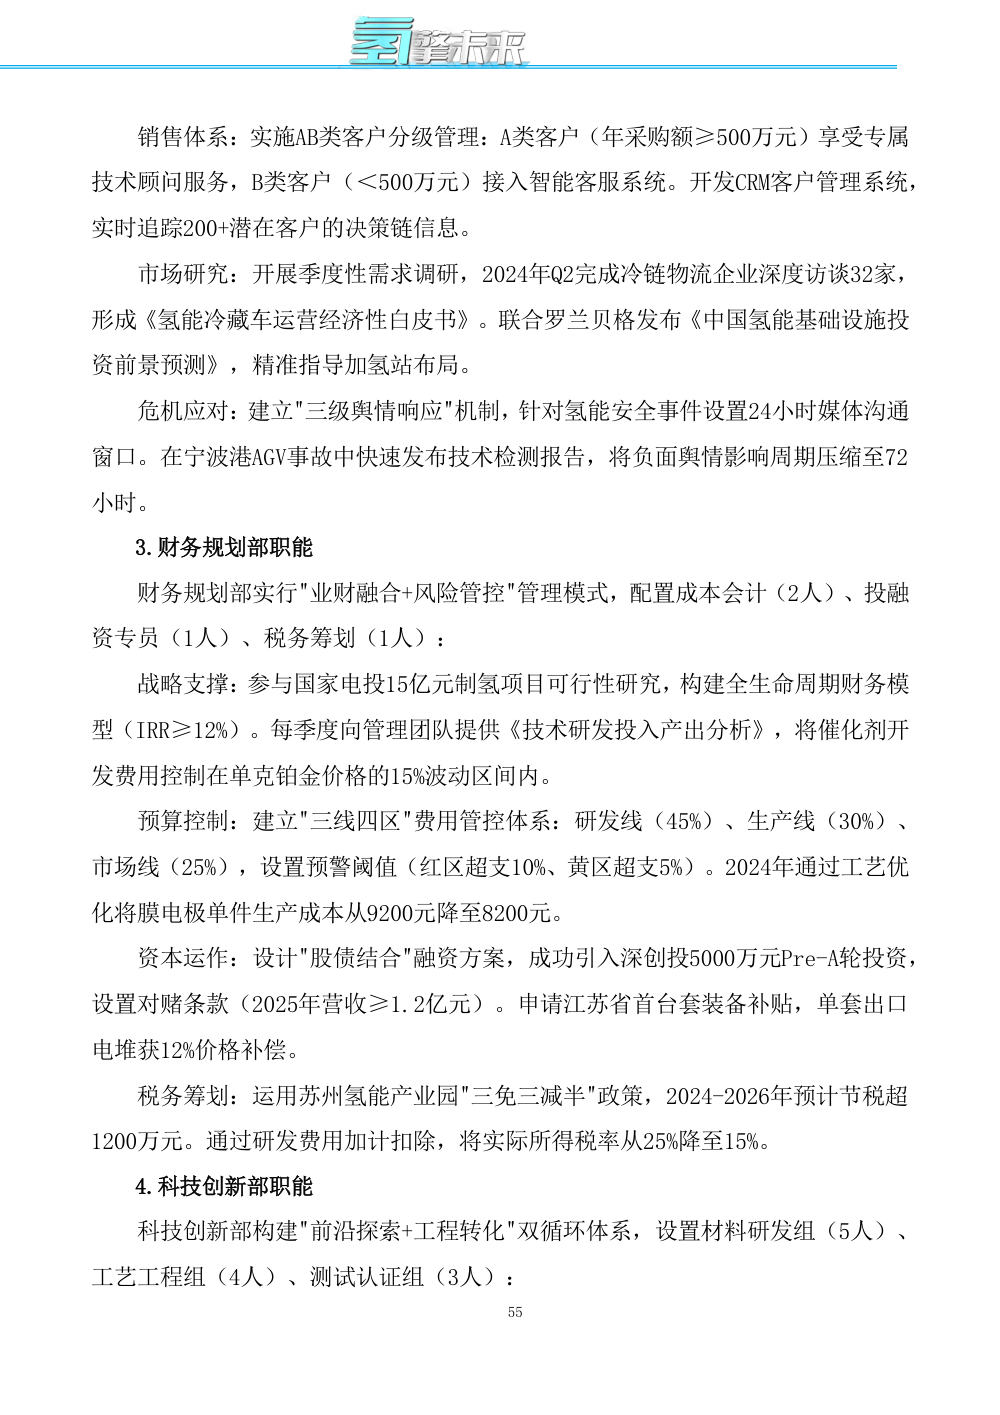 氢擎未来
销售体系：实施AB类客户分级管理：A类客户（年采购额≥500万元）享受专属
技术顾问服务，B类客户（＜500万元）接入智能客服系统。开发CRM客户管理系统，
实时追踪200+潜在客户的决策链信息。
市场研究：开展季度性需求调研，2024年Q2完成冷链物流企业深度访谈32家，
形成《氢能冷藏车运营经济性白皮书》。联合罗兰贝格发布《中国氢能基础设施投
资前景预测》，精准指导加氢站布局。
危机应对：建立"三级舆情响应"机制，针对氢能安全事件设置24小时媒体沟通
窗口。在宁波港AGV事故中快速发布技术检测报告，将负面舆情影响周期压缩至72
小时。
3.财务规划部职能
财务规划部实行"业财融合+风险管控"管理模式，配置成本会计（2人）、投融
资专员（1人）、税务筹划（1人）：
战略支撑：参与国家电投15亿元制氢项目可行性研究，构建全生命周期财务模
型（IRR≥12%）。每季度向管理团队提供《技术研发投入产出分析》，将催化剂开
发费用控制在单克铂金价格的15%波动区间内。
预算控制：建立"三线四区"费用管控体系：研发线（45%）、生产线（30%）、
市场线（25%），设置预警阈值（红区超支10%、黄区超支5%）。2024年通过工艺优
化将膜电极单件生产成本从9200元降至8200元。
资本运作：设计"股债结合"融资方案，成功引入深创投5000万元Pre-A轮投资，
设置对赌条款（2025年营收≥1.2亿元）。申请江苏省首台套装备补贴，单套出口
电堆获12%价格补偿。
税务筹划：运用苏州氢能产业园"三免三减半"政策，2024-2026年预计节税超
1200万元。通过研发费用加计扣除，将实际所得税率从25%降至15%。
4.科技创新部职能
科技创新部构建"前沿探索+工程转化"双循环体系，设置材料研发组（5人）、
工艺工程组（4人）、测试认证组（3人）：
55